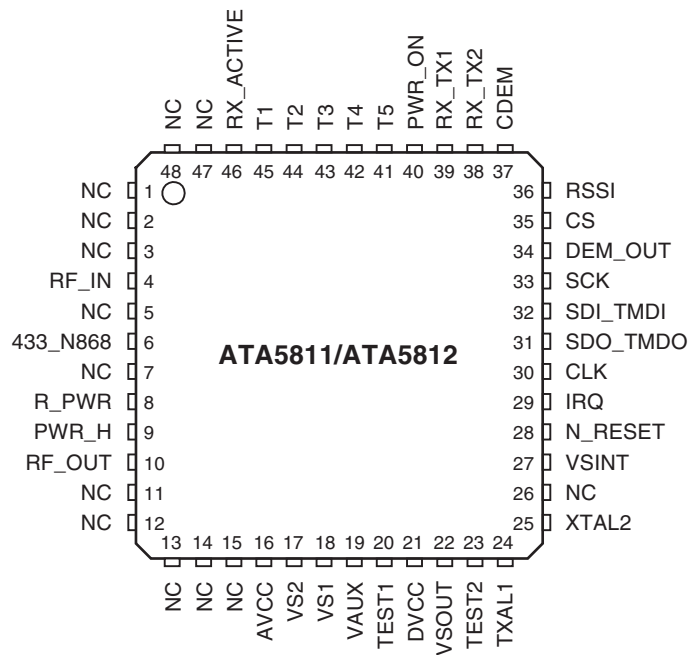 NC
NC
RX_ACTIVE
T1
T2
T3
T4
T5
PWR_ON
RX_TX1
RX_TX2
CDEM
48 47 46 45 44 43 42 41 40 39 38 37
NC 1
NC 2
NC 3
RF_IN 4
NC 5
433_N868 6
NC 7
R_PWR 8
PWR_H 9
RF_OUT 10
NC 11
NC 12
ATA5811/ATA5812
36 RSSI
35 CS
34 DEM_OUT
33 SCK
32 SDI_TMDI
31 SDO_TMDO
30 CLK
29 IRQ
28 N_RESET
27 VSINT
26 NC
25 XTAL2
13 14 15 16 17 18 19 20 21 22 23 24
NC
NC
NC
AVCC
VS2
VS1
VAUX
TEST1
DVCC
VSOUT
TEST2
TXAL1